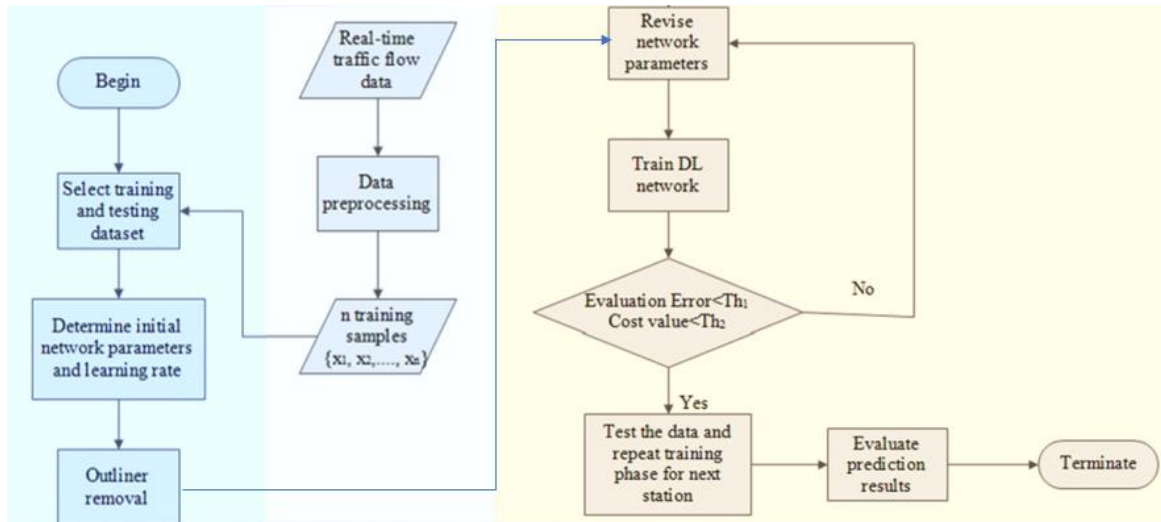 Begin
Select training
and testing
dataset
Determine initial
network parameters
and learning rate
Outliner
removal
Real-time
traffic flow
data
Data
preprocessing
n training
samples
{x₁, x₂,...., xₙ}
Revise
network
parameters
Train DL
network
Evaluation Error<Th₁
Cost value<Th₂
No
Yes
Test the data and
repeat training
phase for next
station
Evaluate
prediction
results
Terminate